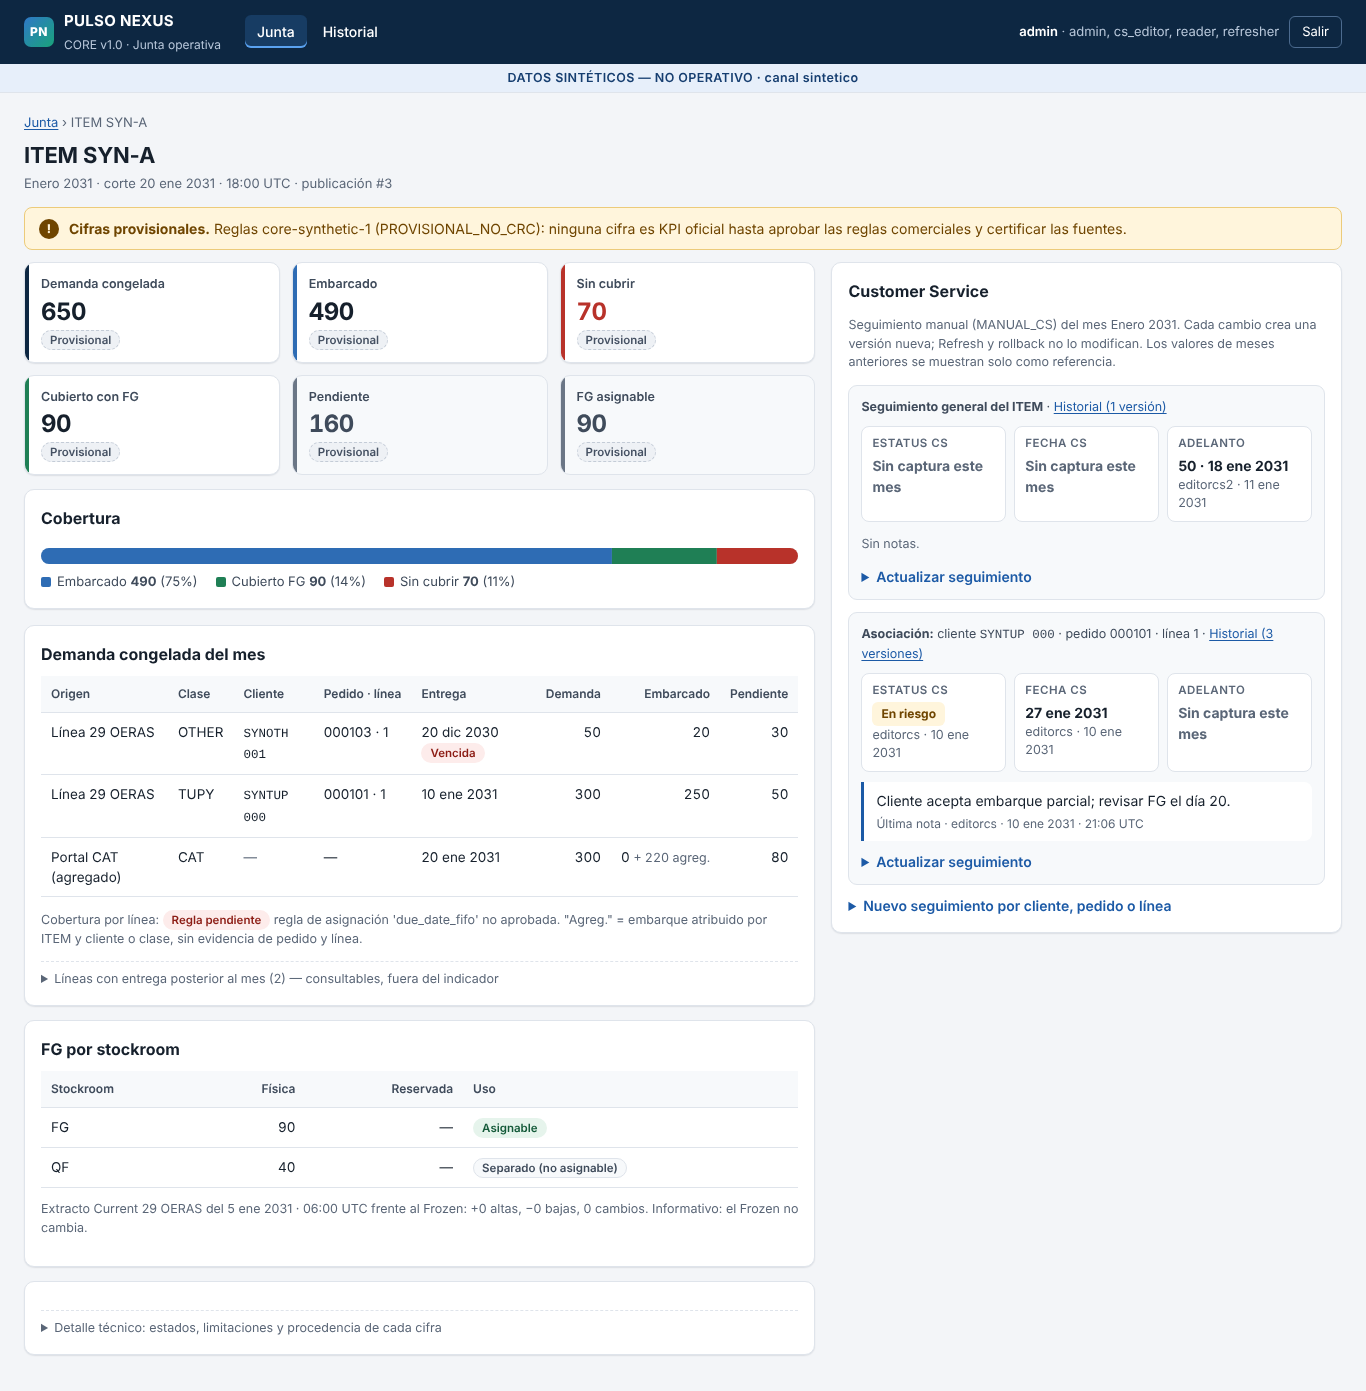 PN
PULSO NEXUS
CORE v1.0 · Junta operativa
Junta
Historial
admin · admin, cs_editor, reader, refresher
Salir
DATOS SINTÉTICOS — NO OPERATIVO · canal sintetico
Junta › ITEM SYN-A
ITEM SYN-A
Enero 2031 · corte 20 ene 2031 · 18:00 UTC · publicación #3
! Cifras provisionales. Reglas core-synthetic-1 (PROVISIONAL_NO_CRC): ninguna cifra es KPI oficial hasta aprobar las reglas comerciales y certificar las fuentes.
Demanda congelada
650
Provisional
Embarcado
490
Provisional
Sin cubrir
70
Provisional
Cubierto con FG
90
Provisional
Pendiente
160
Provisional
FG asignable
90
Provisional
Cobertura
Embarcado 490 (75%) Cubierto FG 90 (14%) Sin cubrir 70 (11%)
Demanda congelada del mes
Origen Clase Cliente Pedido · línea Entrega Demanda Embarcado Pendiente
Línea 29 OERAS OTHER SYNOTH 000103 · 1 20 dic 2030 50 20 30
001 Vencida
Línea 29 OERAS TUPY SYNTUP 000101 · 1 10 ene 2031 300 250 50
000
Portal CAT CAT — — 20 ene 2031 300 0 + 220 agreg. 80
(agregado)
Cobertura por línea: Regla pendiente regla de asignación 'due_date_fifo' no aprobada. "Agreg." = embarque atribuido por
ITEM y cliente o clase, sin evidencia de pedido y línea.
Líneas con entrega posterior al mes (2) — consultables, fuera del indicador
FG por stockroom
Stockroom Física Reservada Uso
FG 90 — Asignable
QF 40 — Separado (no asignable)
Extracto Current 29 OERAS del 5 ene 2031 · 06:00 UTC frente al Frozen: +0 altas, −0 bajas, 0 cambios. Informativo: el Frozen no
cambia.
Detalle técnico: estados, limitaciones y procedencia de cada cifra
Customer Service
Seguimiento manual (MANUAL_CS) del mes Enero 2031. Cada cambio crea una
versión nueva; Refresh y rollback no lo modifican. Los valores de meses
anteriores se muestran solo como referencia.
Seguimiento general del ITEM · Historial (1 versión)
ESTATUS CS
Sin captura este
mes
FECHA CS
Sin captura este
mes
ADELANTO
50 · 18 ene 2031
editorcs2 · 11 ene
2031
Sin notas.
Actualizar seguimiento
Asociación: cliente SYNTUP 000 · pedido 000101 · línea 1 · Historial (3
versiones)
ESTATUS CS
En riesgo
editorcs · 10 ene
2031
FECHA CS
27 ene 2031
editorcs · 10 ene
2031
ADELANTO
Sin captura este
mes
Cliente acepta embarque parcial; revisar FG el día 20.
Última nota · editorcs · 10 ene 2031 · 21:06 UTC
Actualizar seguimiento
Nuevo seguimiento por cliente, pedido o línea